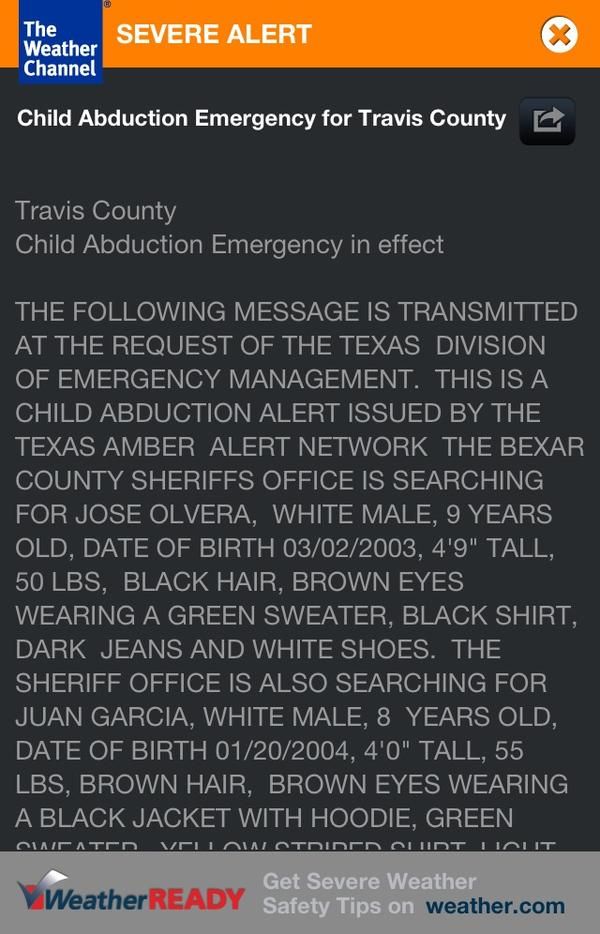 The
Weather
Channel
®
SEVERE ALERT
Child Abduction Emergency for Travis County
Travis County
Child Abduction Emergency in effect
THE FOLLOWING MESSAGE IS TRANSMITTED
AT THE REQUEST OF THE TEXAS DIVISION
OF EMERGENCY MANAGEMENT. THIS IS A
CHILD ABDUCTION ALERT ISSUED BY THE
TEXAS AMBER ALERT NETWORK THE BEXAR
COUNTY SHERIFFS OFFICE IS SEARCHING
FOR JOSE OLVERA, WHITE MALE, 9 YEARS
OLD, DATE OF BIRTH 03/02/2003, 4'9" TALL,
50 LBS, BLACK HAIR, BROWN EYES
WEARING A GREEN SWEATER, BLACK SHIRT,
DARK JEANS AND WHITE SHOES. THE
SHERIFF OFFICE IS ALSO SEARCHING FOR
JUAN GARCIA, WHITE MALE, 8 YEARS OLD,
DATE OF BIRTH 01/20/2004, 4'0" TALL, 55
LBS, BROWN HAIR, BROWN EYES WEARING
A BLACK JACKET WITH HOODIE, GREEN
SWEATER, YELLOW STRIPED SHIRT, LIGHT
WeatherREADY
Get Severe Weather
Safety Tips on weather.com